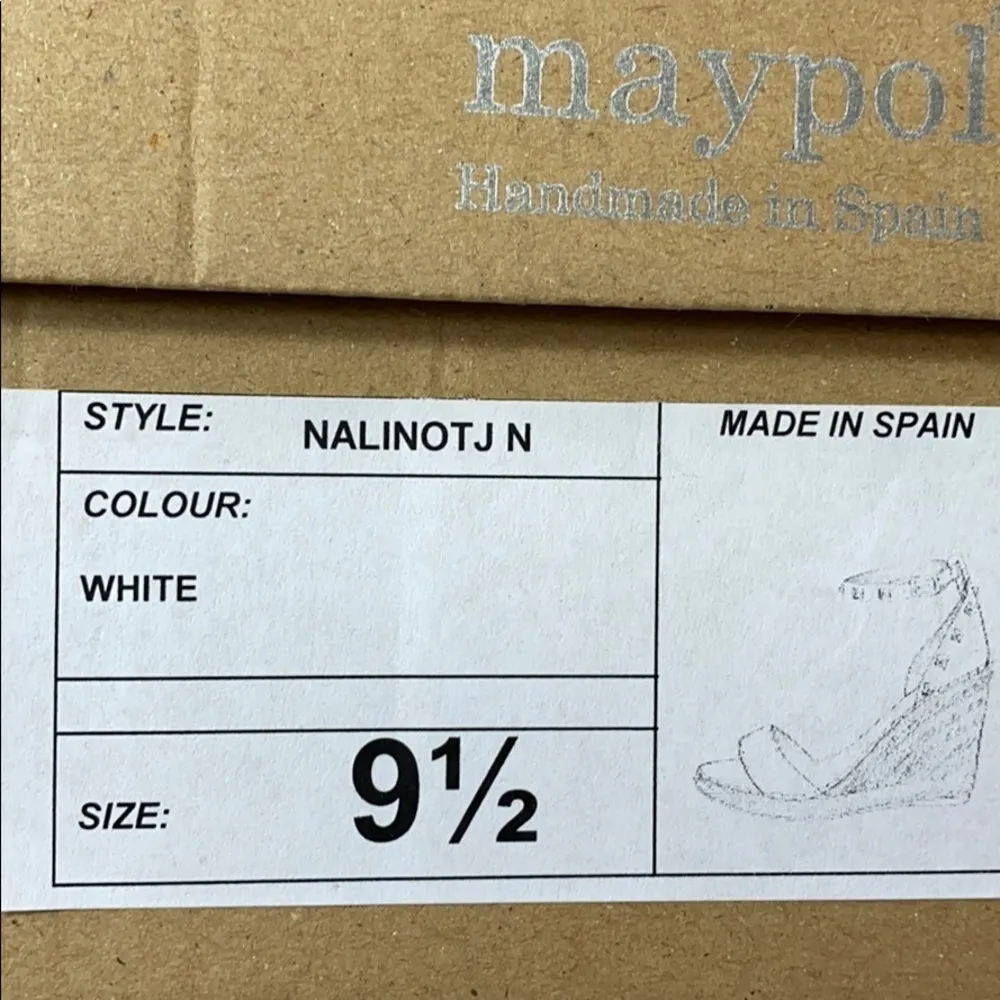 maypol
Handmade in Spain
STYLE: NALINOTJ N
MADE IN SPAIN
COLOUR:
WHITE
SIZE: 9½